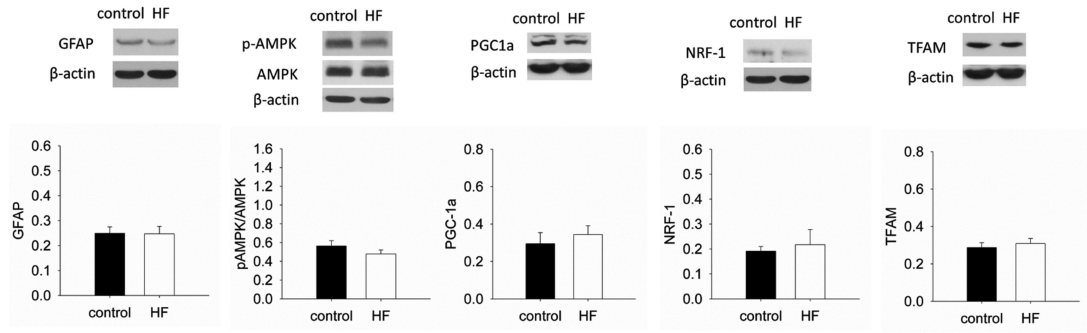 control HF
GFAP
β-actin
control HF
p-AMPK
AMPK
β-actin
control HF
PGC1a
β-actin
control HF
NRF-1
β-actin
control HF
TFAM
β-actin
GFAP
0.6
0.5
0.4
0.3
0.2
0.1
0.0
control HF
pAMPK/AMPK
1.6
1.4
1.2
1.0
0.8
0.6
0.4
0.2
0.0
control HF
PGC-1a
0.8
0.6
0.4
0.2
0.0
control HF
NRF-1
0.6
0.5
0.4
0.3
0.2
0.1
0.0
control HF
TFAM
0.8
0.6
0.4
0.2
0.0
control HF